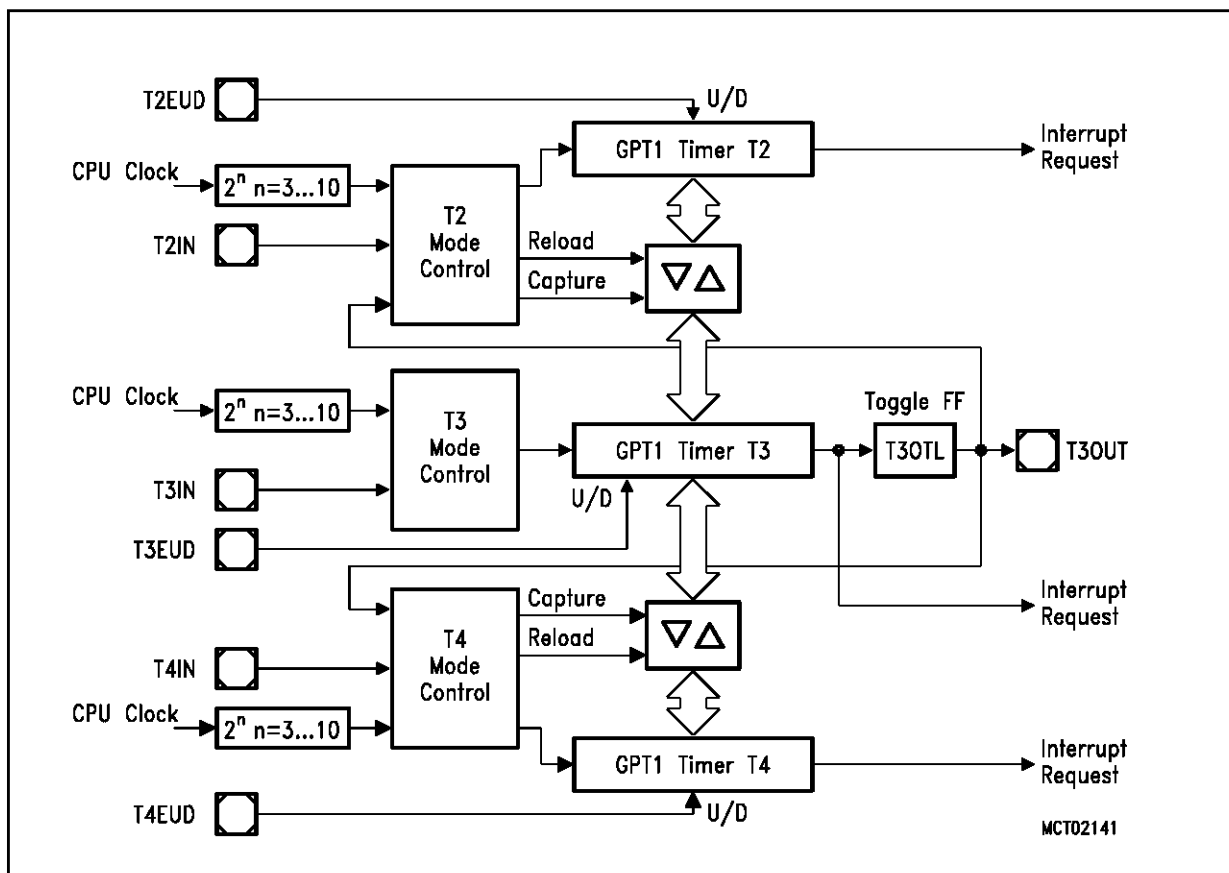 T2EUD
U/D
GPT1 Timer T2
Interrupt
Request
CPU Clock
2ⁿ n=3...10
T2
Mode
Control
T2IN
Reload
Capture
CPU Clock
2ⁿ n=3...10
T3
Mode
Control
Toggle FF
GPT1 Timer T3
T3OTL
T3OUT
T3IN
U/D
T3EUD
Interrupt
Request
Capture
Reload
T4
Mode
Control
T4IN
CPU Clock
2ⁿ n=3...10
GPT1 Timer T4
Interrupt
Request
T4EUD
U/D
MCT02141